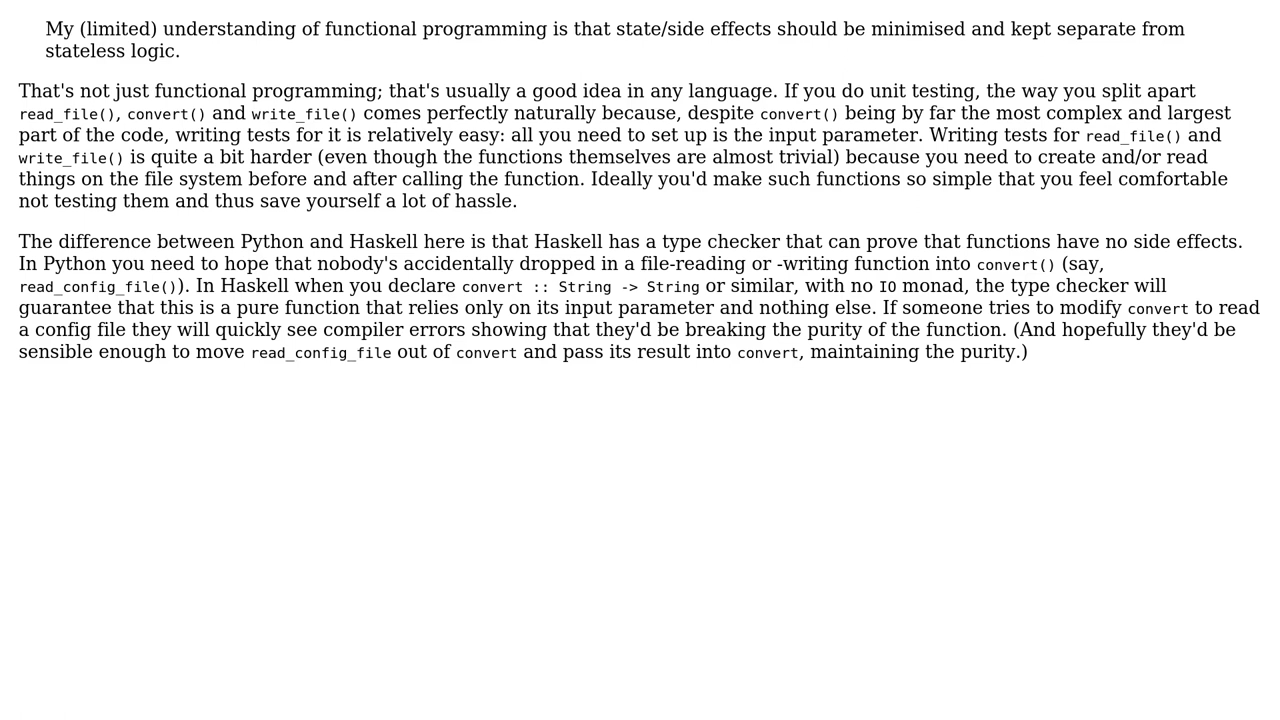 My (limited) understanding of functional programming is that state/side effects should be minimised and kept separate from
stateless logic.
That's not just functional programming; that's usually a good idea in any language. If you do unit testing, the way you split apart
read_file(), convert() and write_file() comes perfectly naturally because, despite convert() being by far the most complex and largest
part of the code, writing tests for it is relatively easy: all you need to set up is the input parameter. Writing tests for read_file() and
write_file() is quite a bit harder (even though the functions themselves are almost trivial) because you need to create and/or read
things on the file system before and after calling the function. Ideally you'd make such functions so simple that you feel comfortable
not testing them and thus save yourself a lot of hassle.
The difference between Python and Haskell here is that Haskell has a type checker that can prove that functions have no side effects.
In Python you need to hope that nobody's accidentally dropped in a file-reading or -writing function into convert() (say,
read_config_file()). In Haskell when you declare convert :: String -> String or similar, with no IO monad, the type checker will
guarantee that this is a pure function that relies only on its input parameter and nothing else. If someone tries to modify convert to read
a config file they will quickly see compiler errors showing that they'd be breaking the purity of the function. (And hopefully they'd be
sensible enough to move read_config_file out of convert and pass its result into convert, maintaining the purity.)